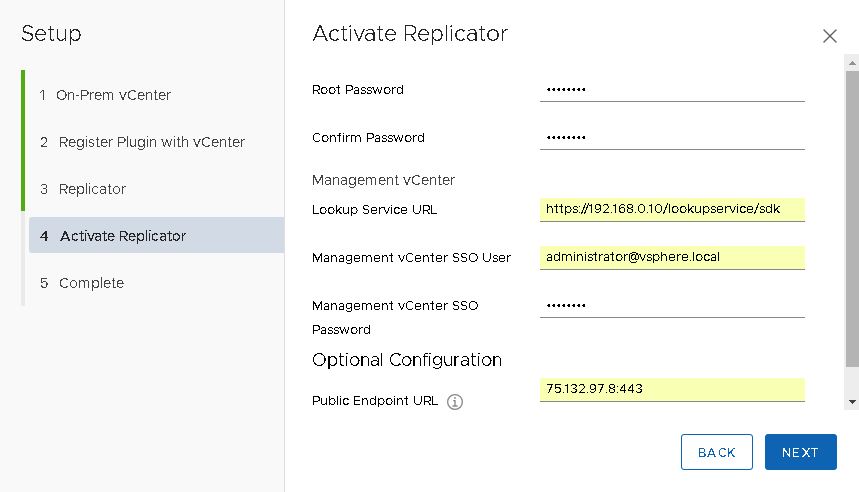 Setup
1 On-Prem vCenter
2 Register Plugin with vCenter
3 Replicator
4 Activate Replicator
5 Complete
Activate Replicator
Root Password ••••••••
Confirm Password ••••••••
Management vCenter
Lookup Service URL https://192.168.0.10/lookupservice/sdk
Management vCenter SSO User administrator@vsphere.local
Management vCenter SSO ••••••••
Password
Optional Configuration
Public Endpoint URL 75.132.97.8:443
BACK NEXT